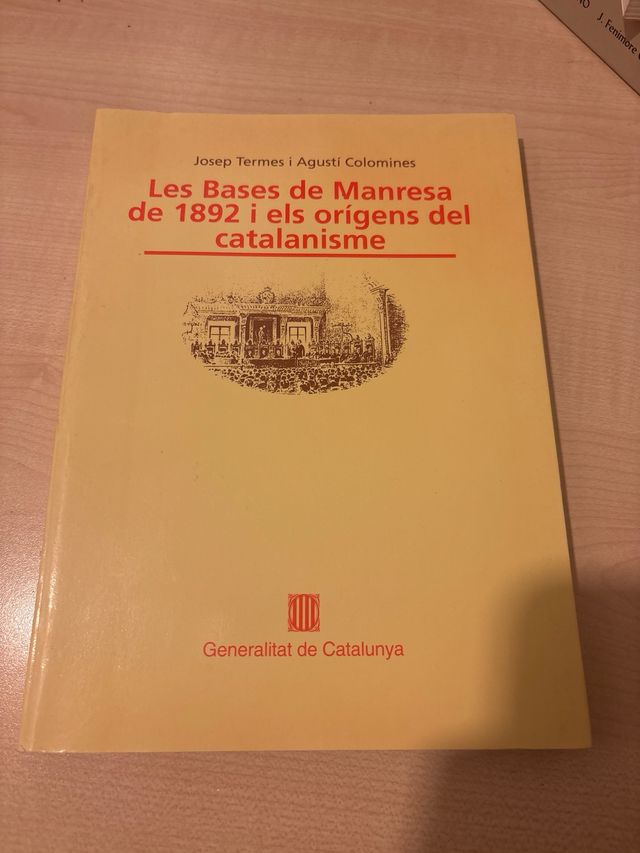 J. Fenimore
Josep Termes i Agustí Colomines
Les Bases de Manresa
de 1892 i els orígens del
catalanisme
Generalitat de Catalunya